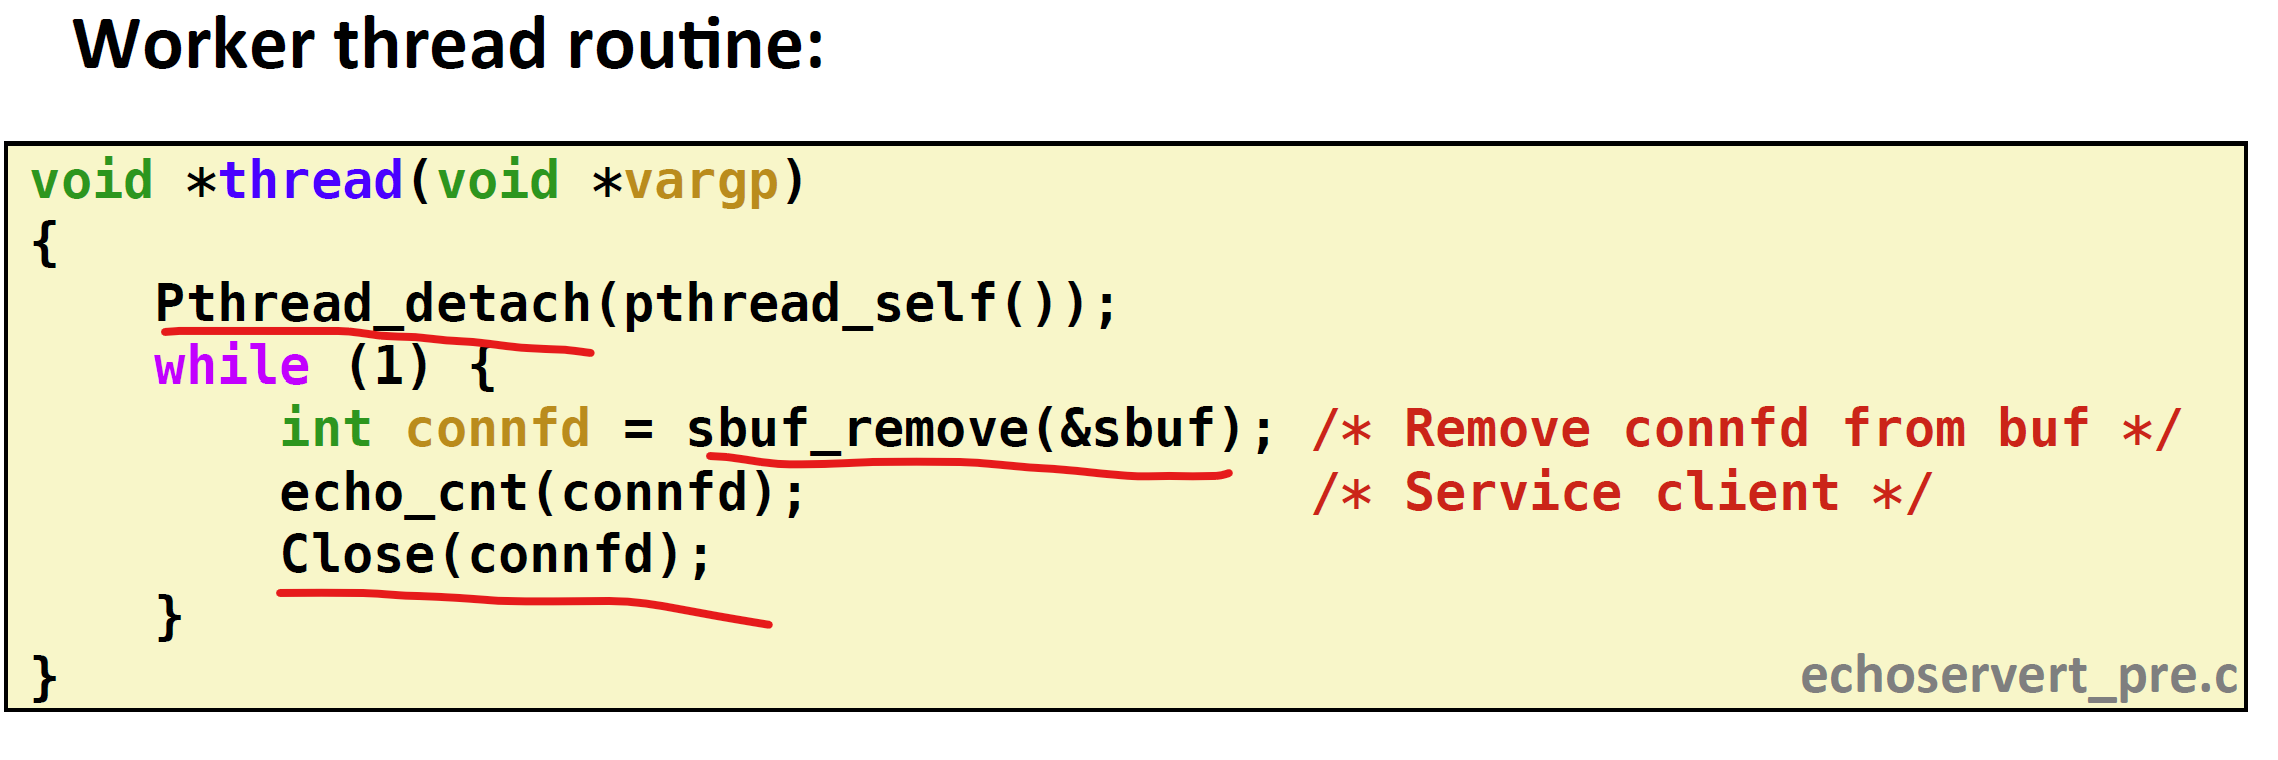 Worker thread routine:
void *thread(void *vargp)
{
    Pthread_detach(pthread_self());
    while (1) {
        int connfd = sbuf_remove(&sbuf); /* Remove connfd from buf */
        echo_cnt(connfd);                /* Service client */
        Close(connfd);
    }
}
echoservert_pre.c